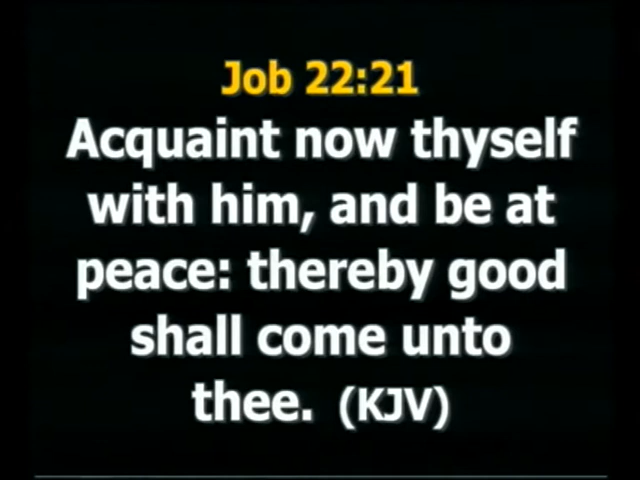 Job 22:21
Acquaint now thyself
with him, and be at
peace: thereby good
shall come unto
thee. (KJV)